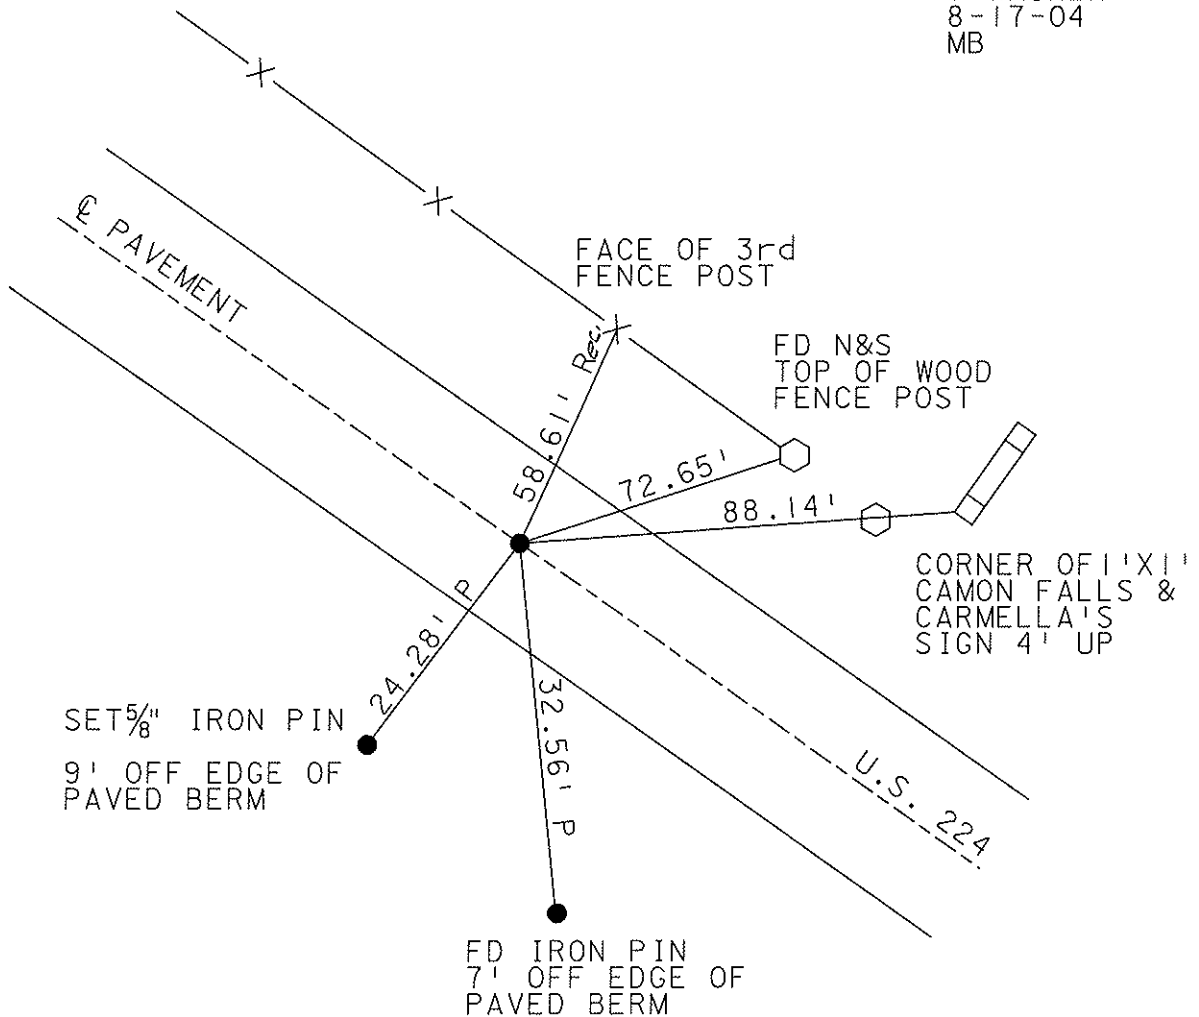 8-17-04
MB
℄ PAVEMENT
FACE OF 3rd
FENCE POST
58.61' Rec.
FD N&S
TOP OF WOOD
FENCE POST
72.65'
88.14'
CORNER OF 1'X1'
CAMON FALLS &
CARMELLA'S
SIGN 4' UP
24.28' P
SET 5/8" IRON PIN
9' OFF EDGE OF
PAVED BERM
32.56' P
U.S. 224
FD IRON PIN
7' OFF EDGE OF
PAVED BERM